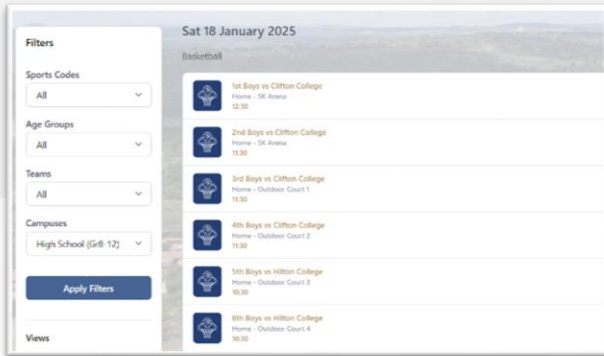 Filters
Sports Codes
All
Age Groups
All
Teams
All
Campuses
High School (Gr8-12)
Apply Filters
Views
Sat 18 January 2025
Basketball
1st Boys vs Clifton College
Home - SK Arena
12:30
2nd Boys vs Clifton College
Home - SK Arena
11:30
3rd Boys vs Clifton College
Home - Outdoor Court 1
11:30
4th Boys vs Clifton College
Home - Outdoor Court 2
11:30
5th Boys vs Hilton College
Home - Outdoor Court 3
10:30
6th Boys vs Hilton College
Home - Outdoor Court 4
10:30